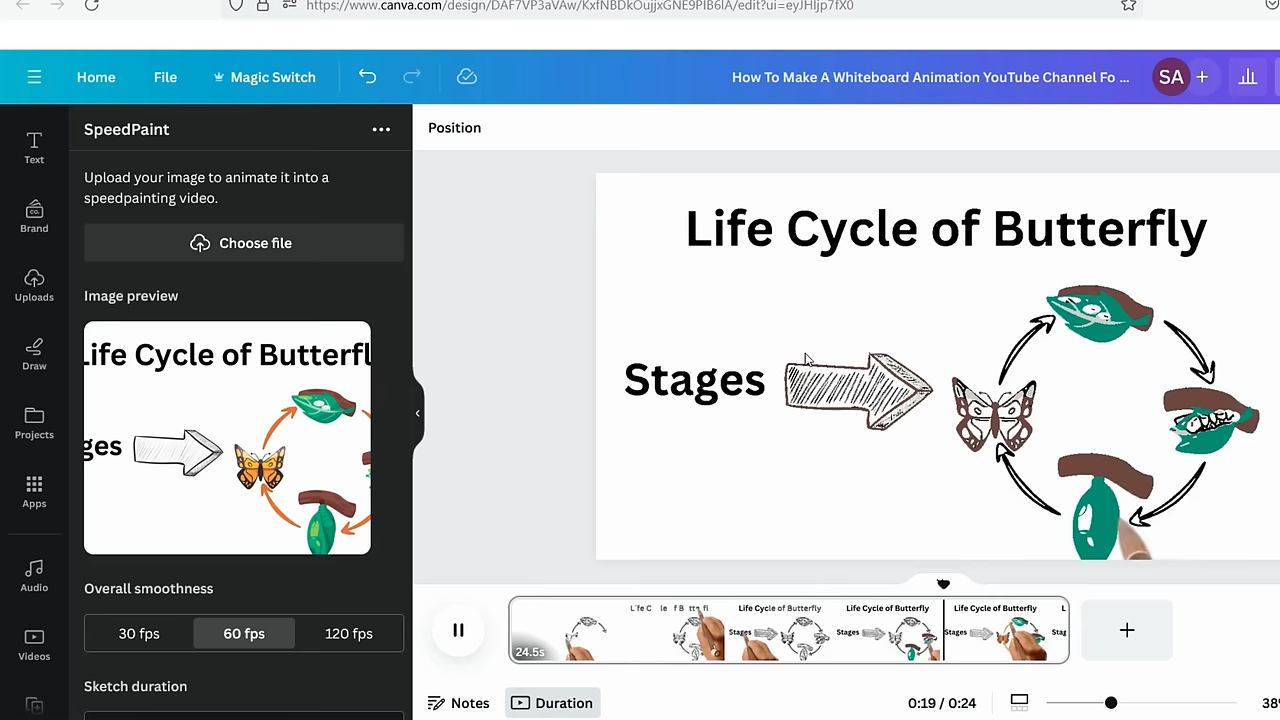 https://www.canva.com/design/DAF7VP3aVAw/KxfNBDkOujjxGNE9PIB6lA/edit?ui=eyJHIjp7fX0
Home
File
Magic Switch
How To Make A Whiteboard Animation YouTube Channel Fo ...
SA
Text
Brand
Uploads
Draw
Projects
Apps
Audio
Videos
SpeedPaint
Upload your image to animate it into a
speedpainting video.
Choose file
Image preview
Life Cycle of Butterfl
ges
Overall smoothness
30 fps
60 fps
120 fps
Sketch duration
Position
Life Cycle of Butterfly
Stages
24.5s
Life Cycle of Butterfly
Stages
Life Cycle of Butterfly
Stages
Life Cycle of Butterfly
Stages
L
Stag
Notes
Duration
0:19 / 0:24
38